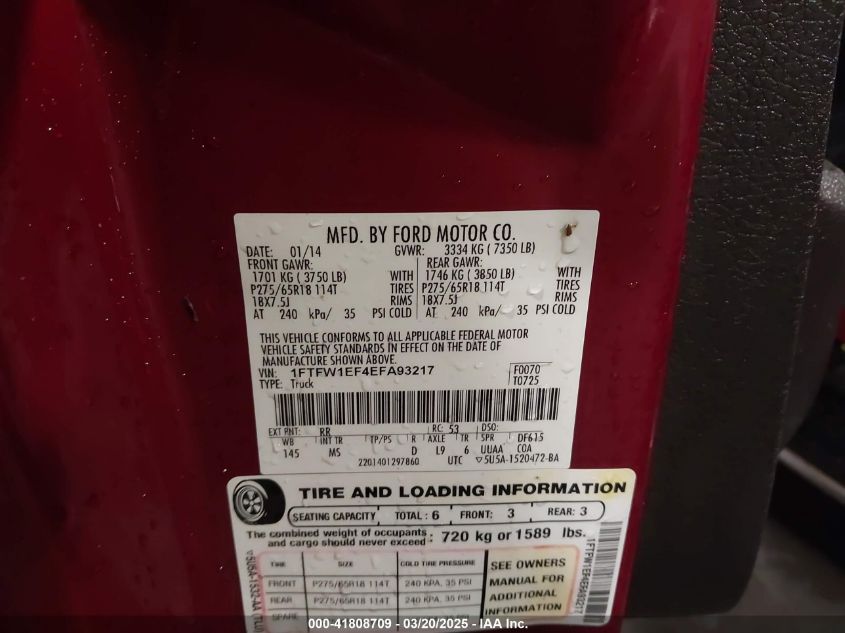 MFD. BY FORD MOTOR CO.
DATE: 01/14 GVWR: 3334 KG ( 7350 LB)
FRONT GAWR: REAR GAWR:
1701 KG ( 3750 LB) WITH 1746 KG ( 3850 LB) WITH
P275/65R18 114T TIRES P275/65R18 114T TIRES
18X7.5J RIMS 18X7.5J RIMS
AT 240 kPa/ 35 PSI COLD AT 240 kPa/ 35 PSI COLD
THIS VEHICLE CONFORMS TO ALL APPLICABLE FEDERAL MOTOR
VEHICLE SAFETY STANDARDS IN EFFECT ON THE DATE OF
MANUFACTURE SHOWN ABOVE.
VIN: 1FTFW1EF4EFA93217 F0070
TYPE: Truck T0725
EXT PNT: RR RC: 53 DSO:
WB INT TR TP/PS R AXLE TR SPR DF615
145 MS D L9 6 UUAA COA
2201401297860 UTC ▽5U5A-1520472-BA
TIRE AND LOADING INFORMATION
SEATING CAPACITY TOTAL: 6 FRONT: 3 REAR: 3
The combined weight of occupants
and cargo should never exceed : 720 kg or 1589 lbs.
TIRE SIZE COLD TIRE PRESSURE SEE OWNERS
FRONT P275/65R18 114T 240 KPA, 35 PSI MANUAL FOR
REAR P275/65R18 114T 240 KPA, 35 PSI ADDITIONAL
SPARE INFORMATION
▽5U5A-1532-AA (TLU)
1FTFW1EF4EFA93217
000-41808709 - 03/20/2025 - IAA Inc.